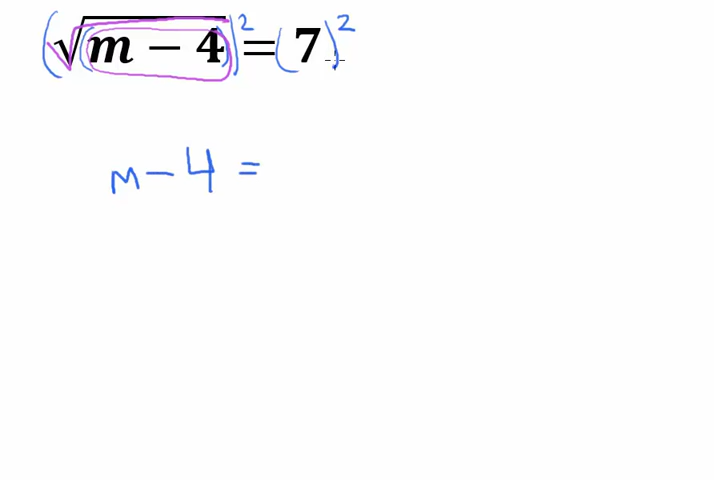 (√(m − 4))² = (7)²
m − 4 =